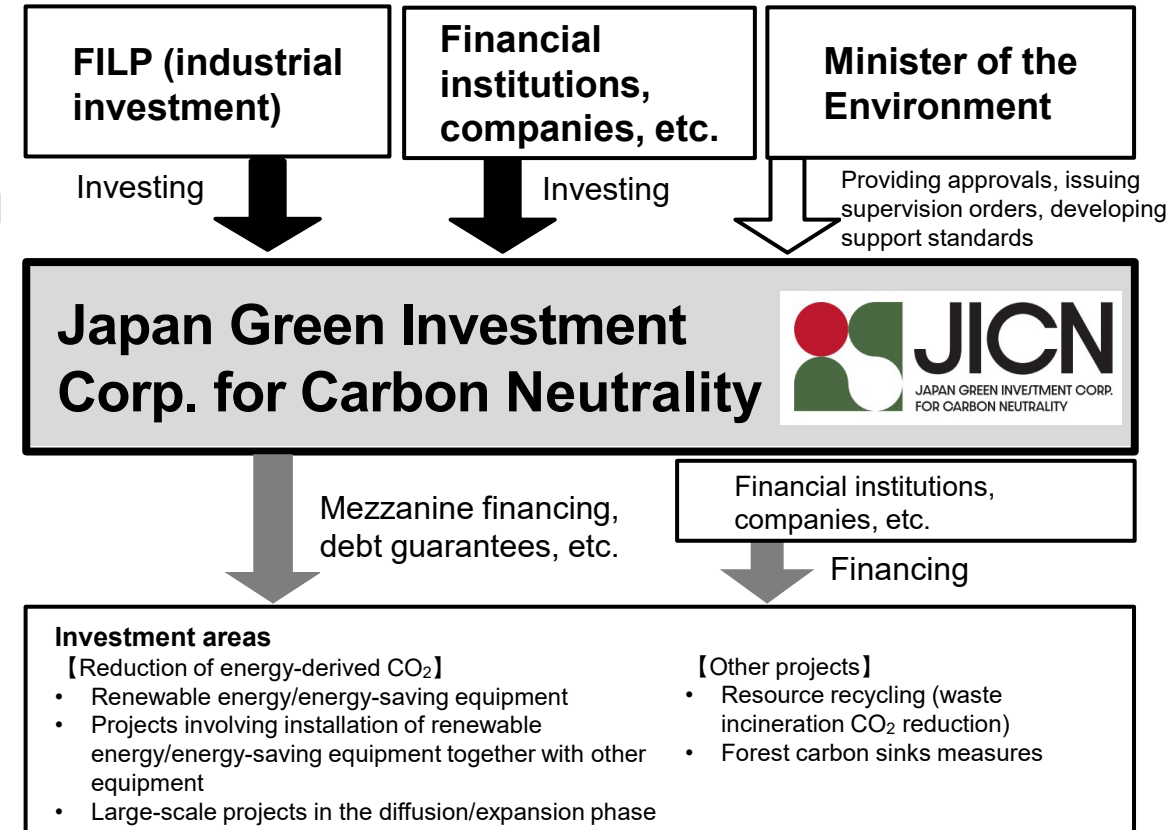 FILP (industrial
investment)
Financial
institutions,
companies, etc.
Minister of the
Environment
Investing
Investing
Providing approvals, issuing
supervision orders, developing
support standards
Japan Green Investment
Corp. for Carbon Neutrality
JICN
JAPAN GREEN INVESTMENT CORP.
FOR CARBON NEUTRALITY
Mezzanine financing,
debt guarantees, etc.
Financial institutions,
companies, etc.
Financing
Investment areas
【Reduction of energy-derived CO₂】
• Renewable energy/energy-saving equipment
• Projects involving installation of renewable
energy/energy-saving equipment together with other
equipment
• Large-scale projects in the diffusion/expansion phase
【Other projects】
• Resource recycling (waste
incineration CO₂ reduction)
• Forest carbon sinks measures